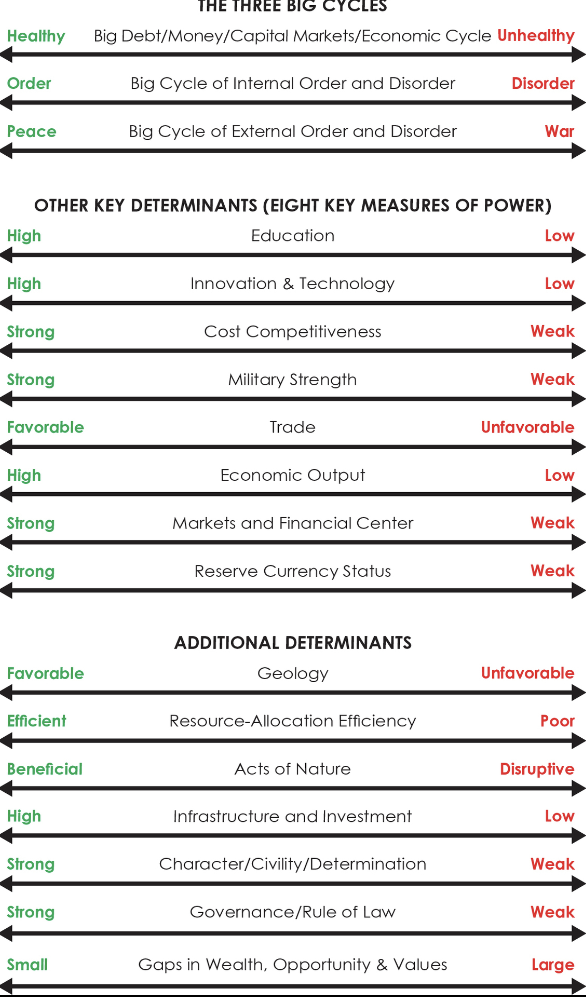 THE THREE BIG CYCLES
Healthy Big Debt/Money/Capital Markets/Economic Cycle Unhealthy
Order Big Cycle of Internal Order and Disorder Disorder
Peace Big Cycle of External Order and Disorder War
OTHER KEY DETERMINANTS (EIGHT KEY MEASURES OF POWER)
High Education Low
High Innovation & Technology Low
Strong Cost Competitiveness Weak
Strong Military Strength Weak
Favorable Trade Unfavorable
High Economic Output Low
Strong Markets and Financial Center Weak
Strong Reserve Currency Status Weak
ADDITIONAL DETERMINANTS
Favorable Geology Unfavorable
Efficient Resource-Allocation Efficiency Poor
Beneficial Acts of Nature Disruptive
High Infrastructure and Investment Low
Strong Character/Civility/Determination Weak
Strong Governance/Rule of Law Weak
Small Gaps in Wealth, Opportunity & Values Large